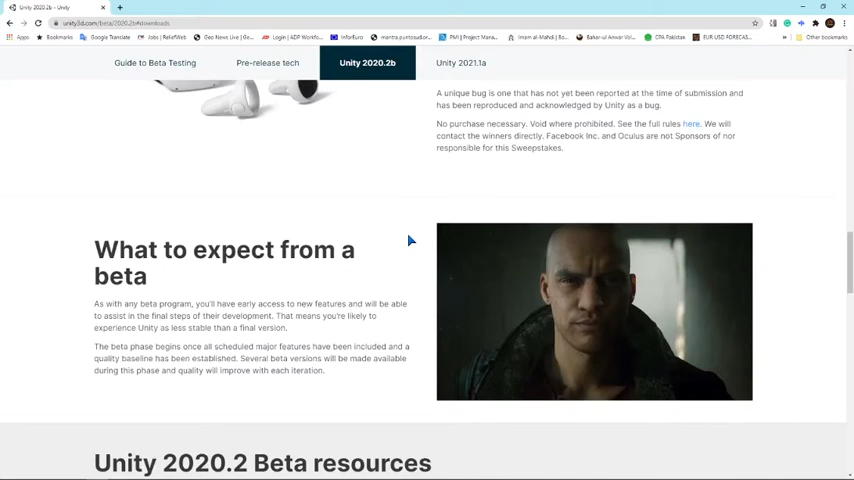 Unity 2020.2b - Unity
unity3d.com/beta/2020.2b#downloads
Apps Bookmarks Google Translate Jobs | ReliefWeb Geo News Live | Ge... Login | ADP Workfo... InforEuro mantra.puntosud.or... PMI | Project Mana... Imam al-Mahdi | Bo... Bahar-ul Anwar Vol... CPA Pakistan EUR USD FORECAS... » Other bookmarks
Guide to Beta Testing Pre-release tech Unity 2020.2b Unity 2021.1a
A unique bug is one that has not yet been reported at the time of submission and
has been reproduced and acknowledged by Unity as a bug.
No purchase necessary. Void where prohibited. See the full rules here. We will
contact the winners directly. Facebook Inc. and Oculus are not Sponsors of nor
responsible for this Sweepstakes.
What to expect from a
beta
As with any beta program, you'll have early access to new features and will be able
to assist in the final steps of their development. That means you're likely to
experience Unity as less stable than a final version.
The beta phase begins once all scheduled major features have been included and a
quality baseline has been established. Several beta versions will be made available
during this phase and quality will improve with each iteration.
Unity 2020.2 Beta resources